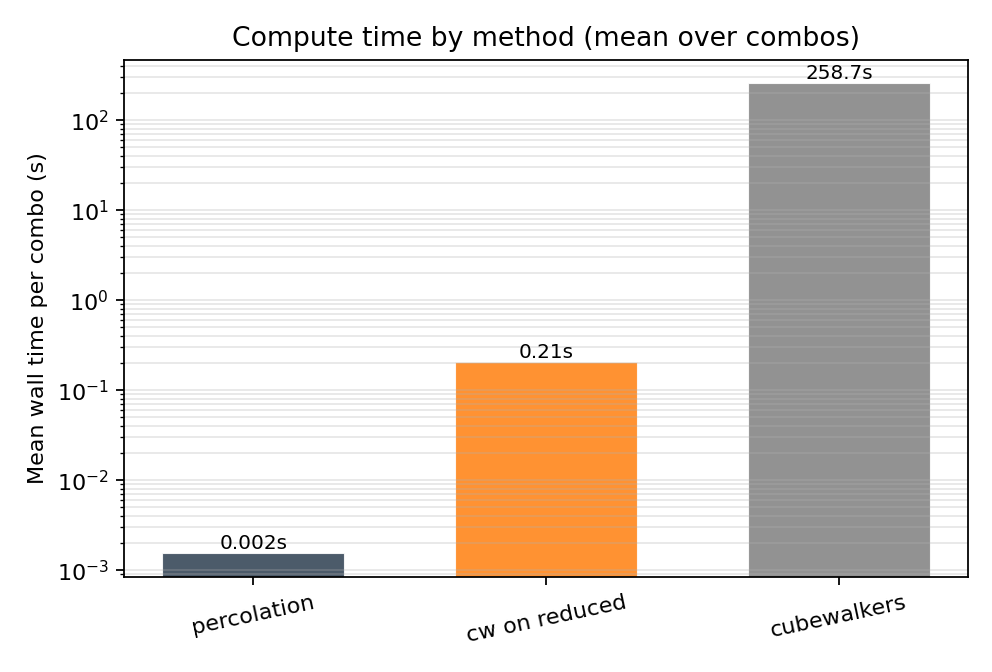 Compute time by method (mean over combos)
Mean wall time per combo (s)
10²
10¹
10⁰
10⁻¹
10⁻²
10⁻³
0.002s
0.21s
258.7s
percolation
cw on reduced
cubewalkers